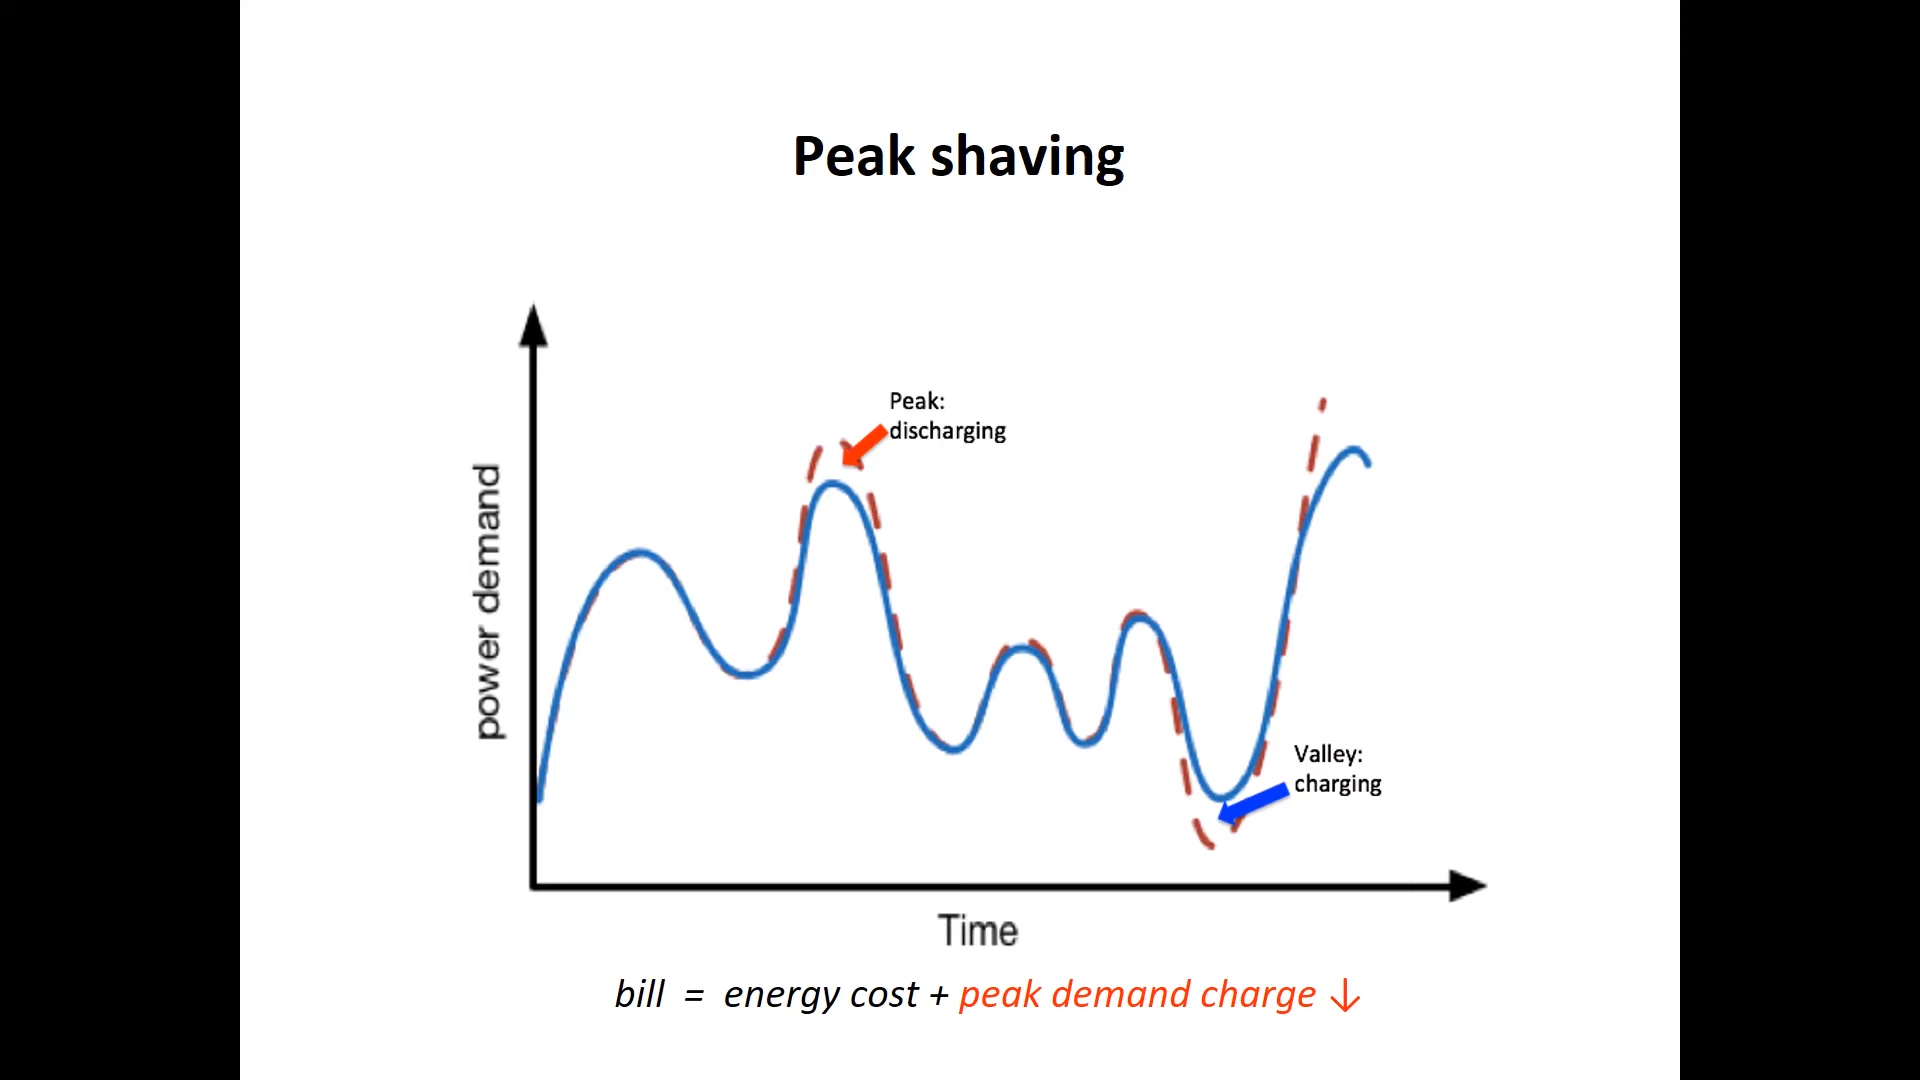 Peak shaving
Peak:
discharging
power demand
Valley:
charging
Time
bill = energy cost + peak demand charge ↓